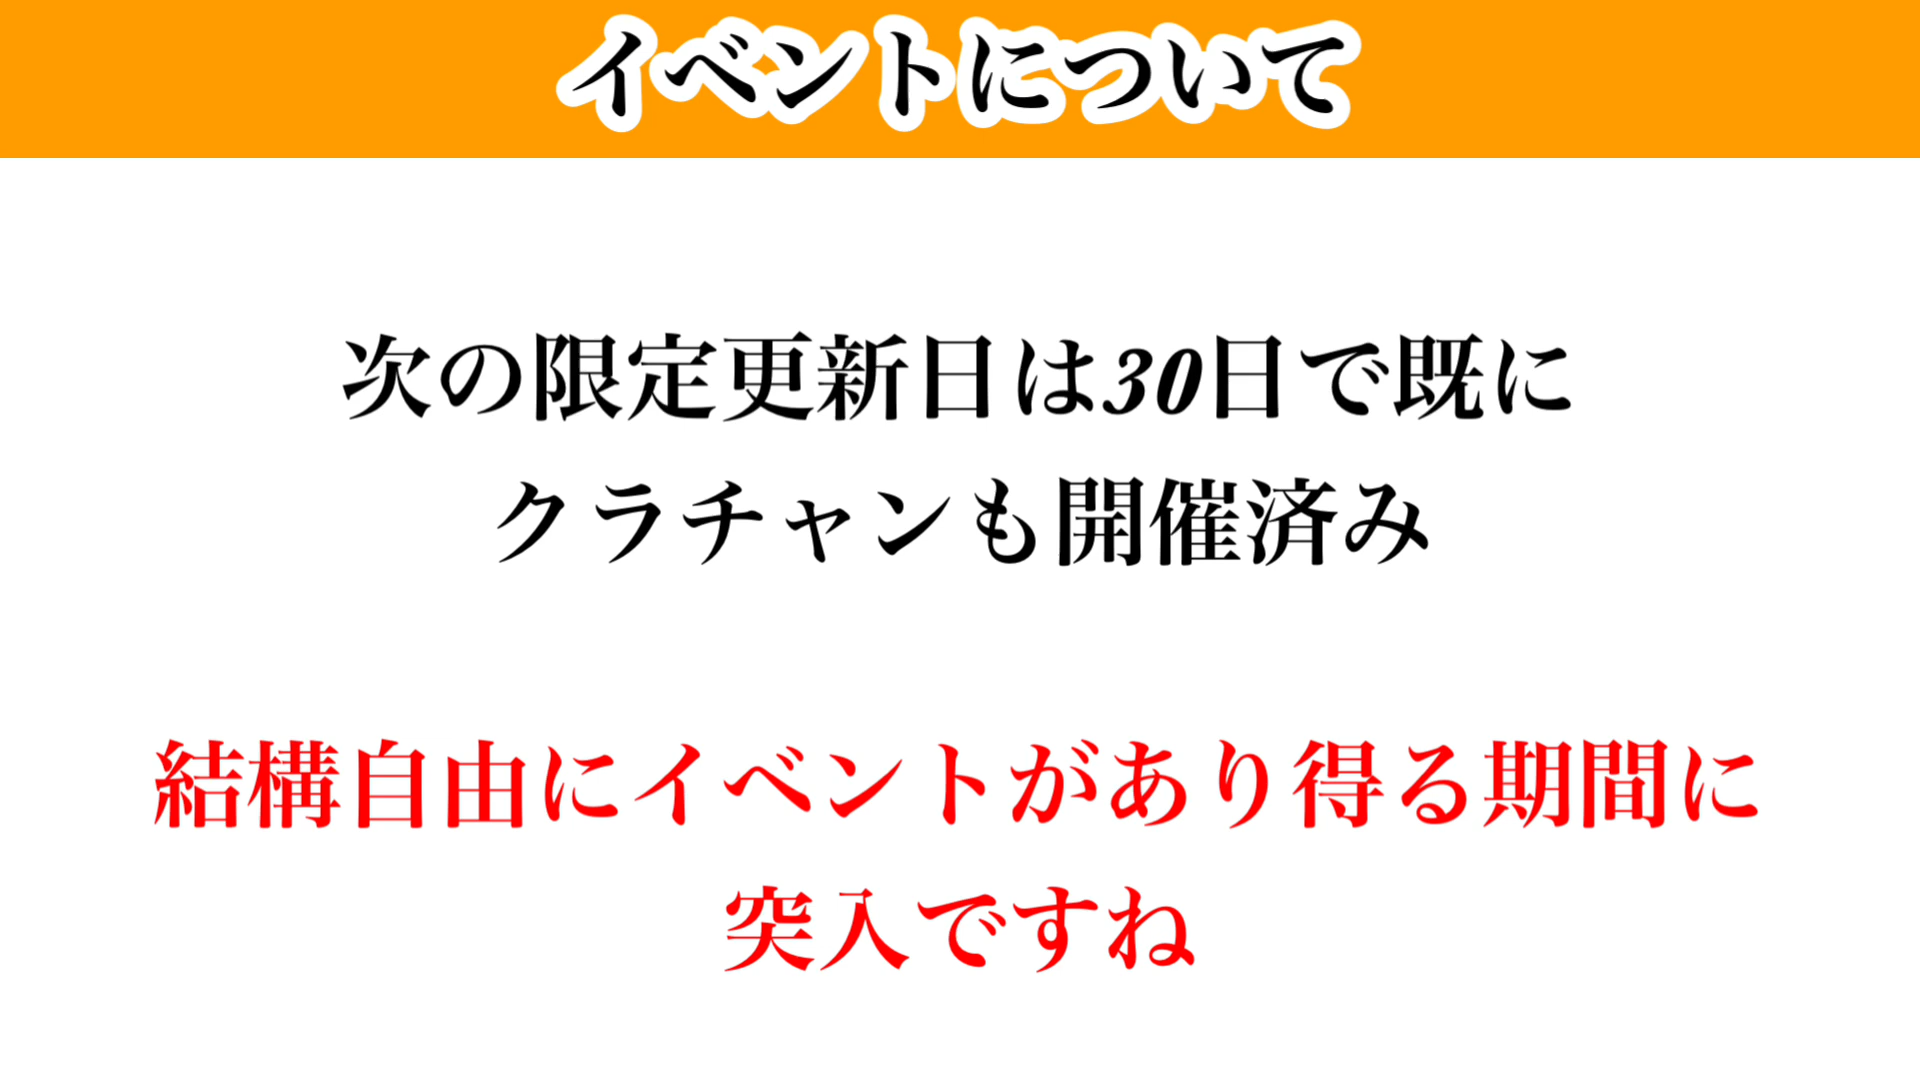 イベントについて
次の限定更新日は30日で既に
クラチャンも開催済み
結構自由にイベントがあり得る期間に
突入ですね